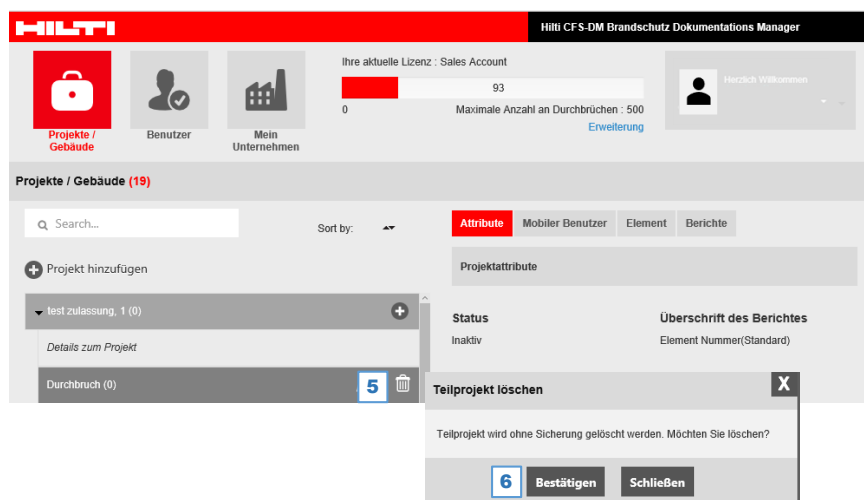 HILTI
Hilti CFS-DM Brandschutz Dokumentations Manager
Ihre aktuelle Lizenz : Sales Account
93
0 Maximale Anzahl an Durchbrüchen : 500
Erweiterung
Herzlich Willkommen
Projekte /
Gebäude
Benutzer
Mein
Unternehmen
Projekte / Gebäude (19)
Search...
Sort by:
Projekt hinzufügen
test zulassung, 1 (0)
Details zum Projekt
Durchbruch (0)
5
Attribute Mobiler Benutzer Element Berichte
Projektattribute
Status Überschrift des Berichtes
Inaktiv Element Nummer(Standard)
Teilprojekt löschen X
Teilprojekt wird ohne Sicherung gelöscht werden. Möchten Sie löschen?
6 Bestätigen Schließen